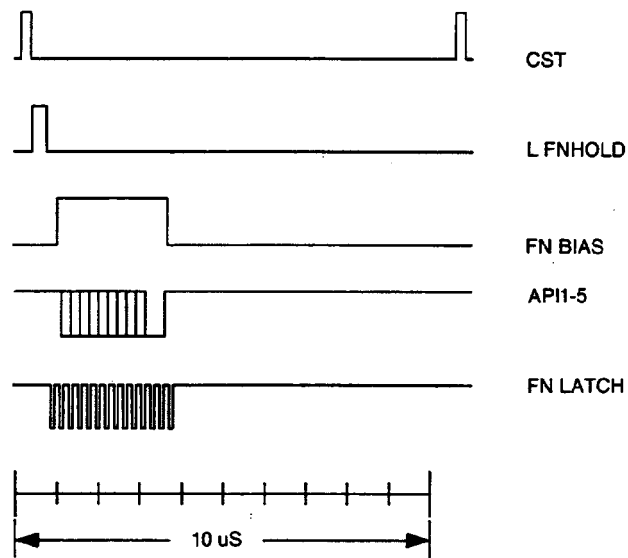 CST
L FNHOLD
FN BIAS
API1-5
FN LATCH
10 uS